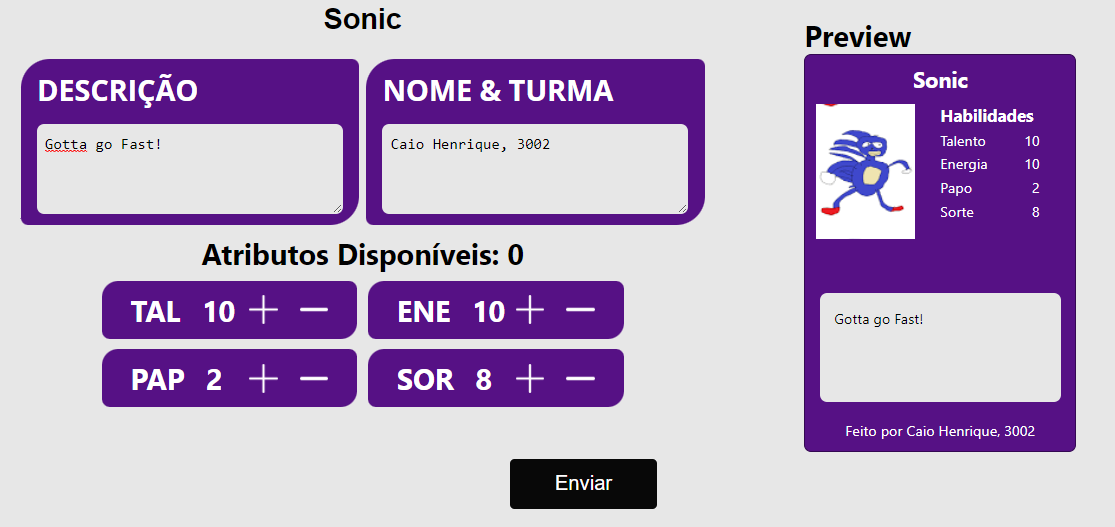 Sonic
DESCRIÇÃO
Gotta go Fast!
NOME & TURMA
Caio Henrique, 3002
Atributos Disponíveis: 0
TAL 10 + −
ENE 10 + −
PAP 2 + −
SOR 8 + −
Enviar
Preview
Sonic
Habilidades
Talento 10
Energia 10
Papo 2
Sorte 8
Gotta go Fast!
Feito por Caio Henrique, 3002